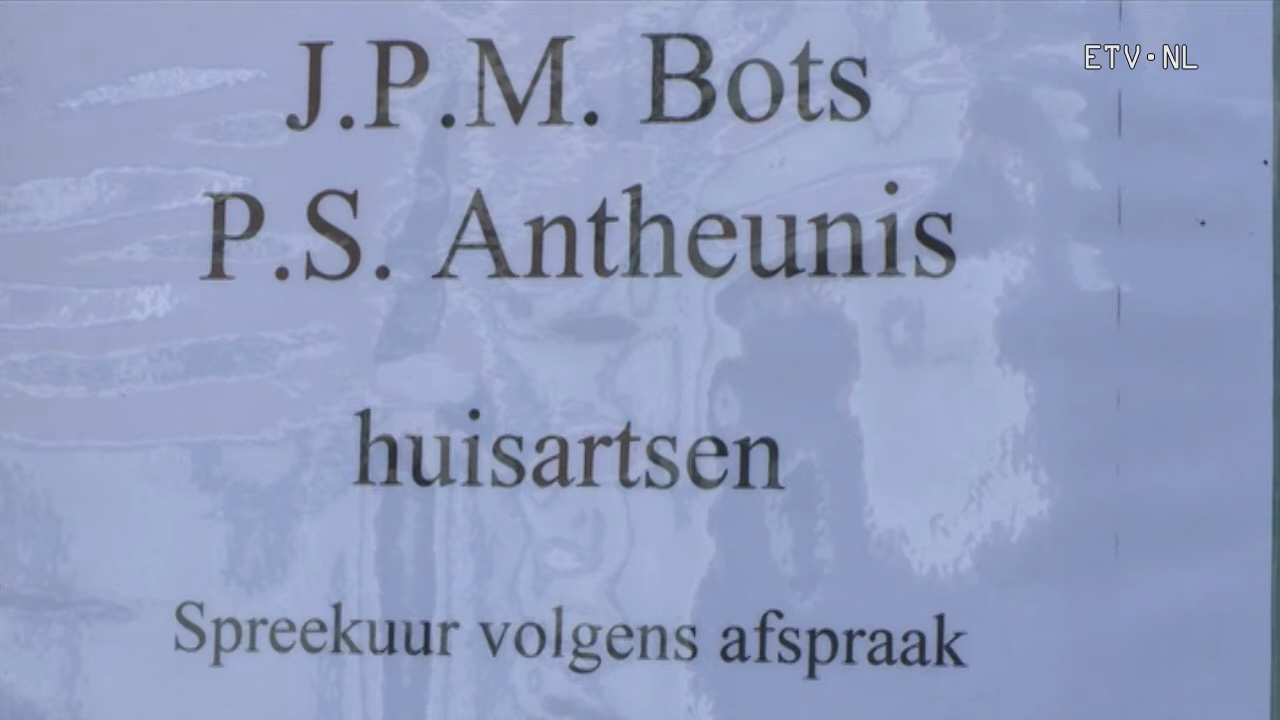 ETV·NL
J.P.M. Bots
P.S. Antheunis
huisartsen
Spreekuur volgens afspraak